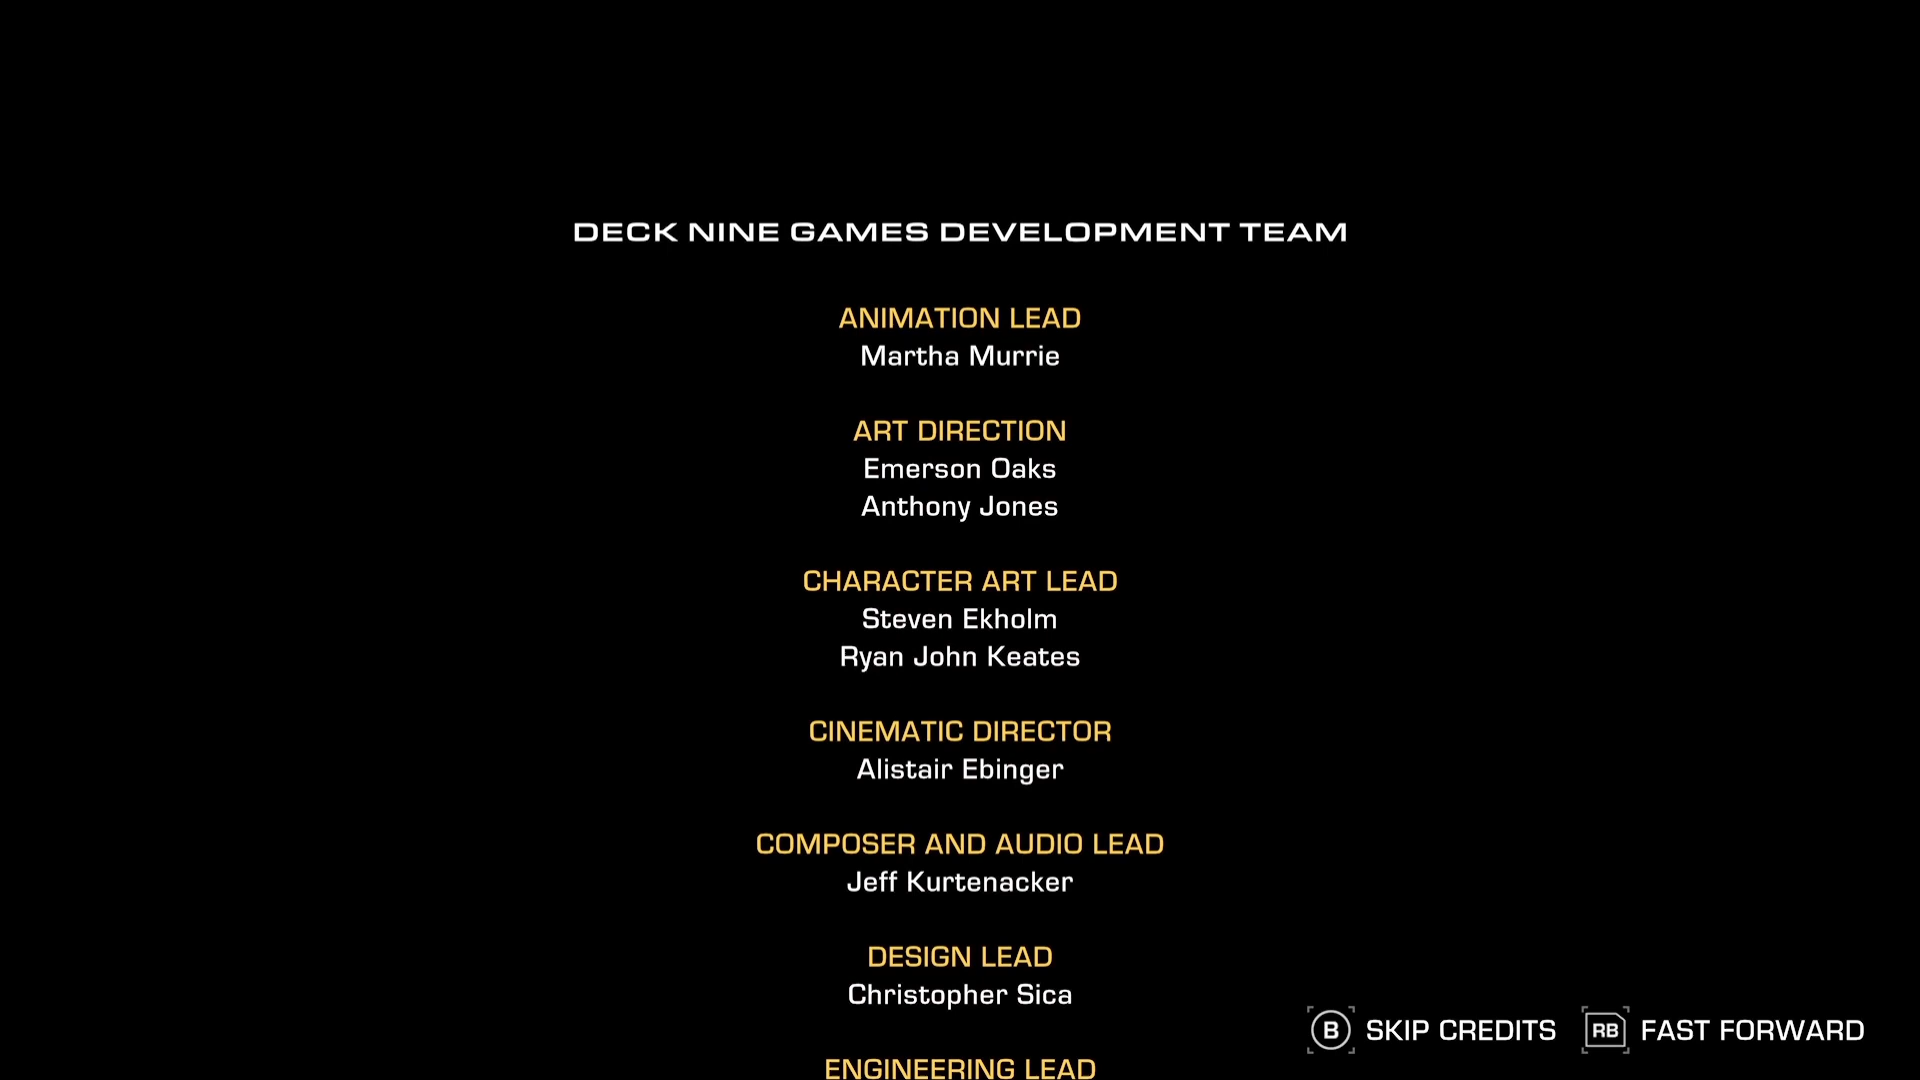 DECK NINE GAMES DEVELOPMENT TEAM
ANIMATION LEAD
Martha Murrie
ART DIRECTION
Emerson Oaks
Anthony Jones
CHARACTER ART LEAD
Steven Ekholm
Ryan John Keates
CINEMATIC DIRECTOR
Alistair Ebinger
COMPOSER AND AUDIO LEAD
Jeff Kurtenacker
DESIGN LEAD
Christopher Sica
ENGINEERING LEAD
B SKIP CREDITS RB FAST FORWARD